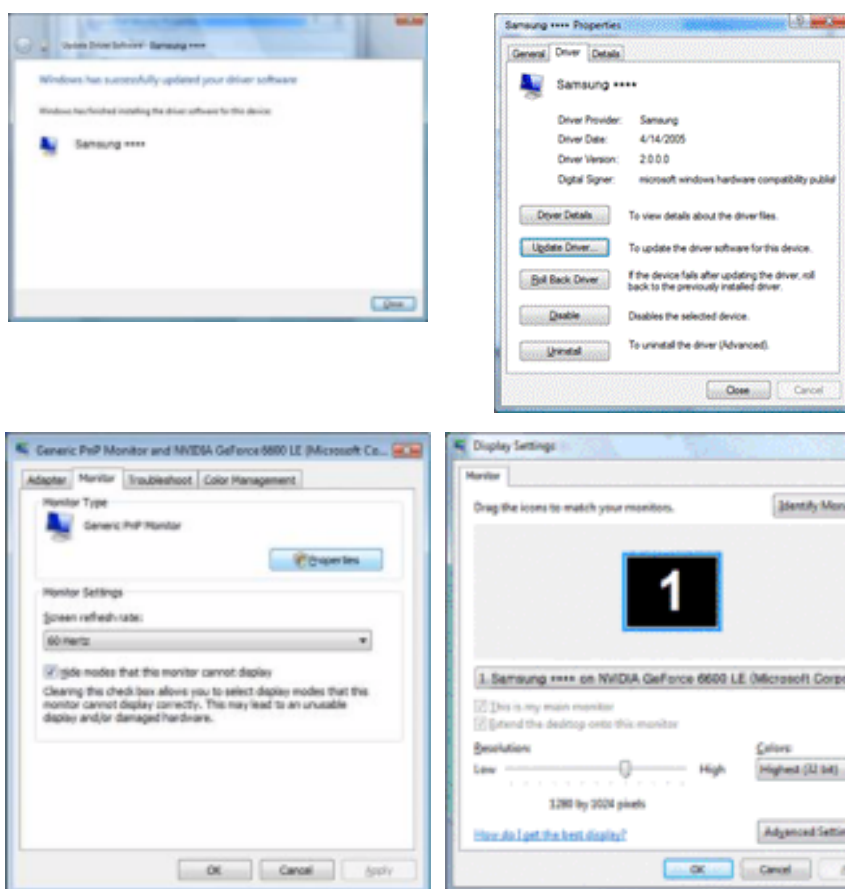 Update Driver Software - Samsung ****
Windows has successfully updated your driver software
Windows has finished installing the driver software for this device:
Samsung ****
Close
Samsung **** Properties
General Driver Details
Samsung ****
Driver Provider: Samsung
Driver Date: 4/14/2005
Driver Version: 2.0.0.0
Digital Signer: microsoft windows hardware compatibility publis
Driver Details To view details about the driver files.
Update Driver... To update the driver software for this device.
Roll Back Driver If the device fails after updating the driver, roll
back to the previously installed driver.
Disable Disables the selected device.
Uninstall To uninstall the driver (Advanced).
Close Cancel
Generic PnP Monitor and NVIDIA GeForce 6600 LE (Microsoft Co...
Adapter Monitor Troubleshoot Color Management
Monitor Type
Generic PnP Monitor
Properties
Monitor Settings
Screen refresh rate:
60 Hertz
Hide modes that this monitor cannot display
Clearing this check box allows you to select display modes that this
monitor cannot display correctly. This may lead to an unusable
display and/or damaged hardware.
OK Cancel Apply
Display Settings
Monitor
Drag the icons to match your monitors.
Identify Mon
1
1. Samsung **** on NVIDIA GeForce 6600 LE (Microsoft Corpo
This is my main monitor
Extend the desktop onto this monitor
Resolution: Colors:
Low High Highest (32 bit)
1280 by 1024 pixels
How do I get the best display? Advanced Settin
OK Cancel